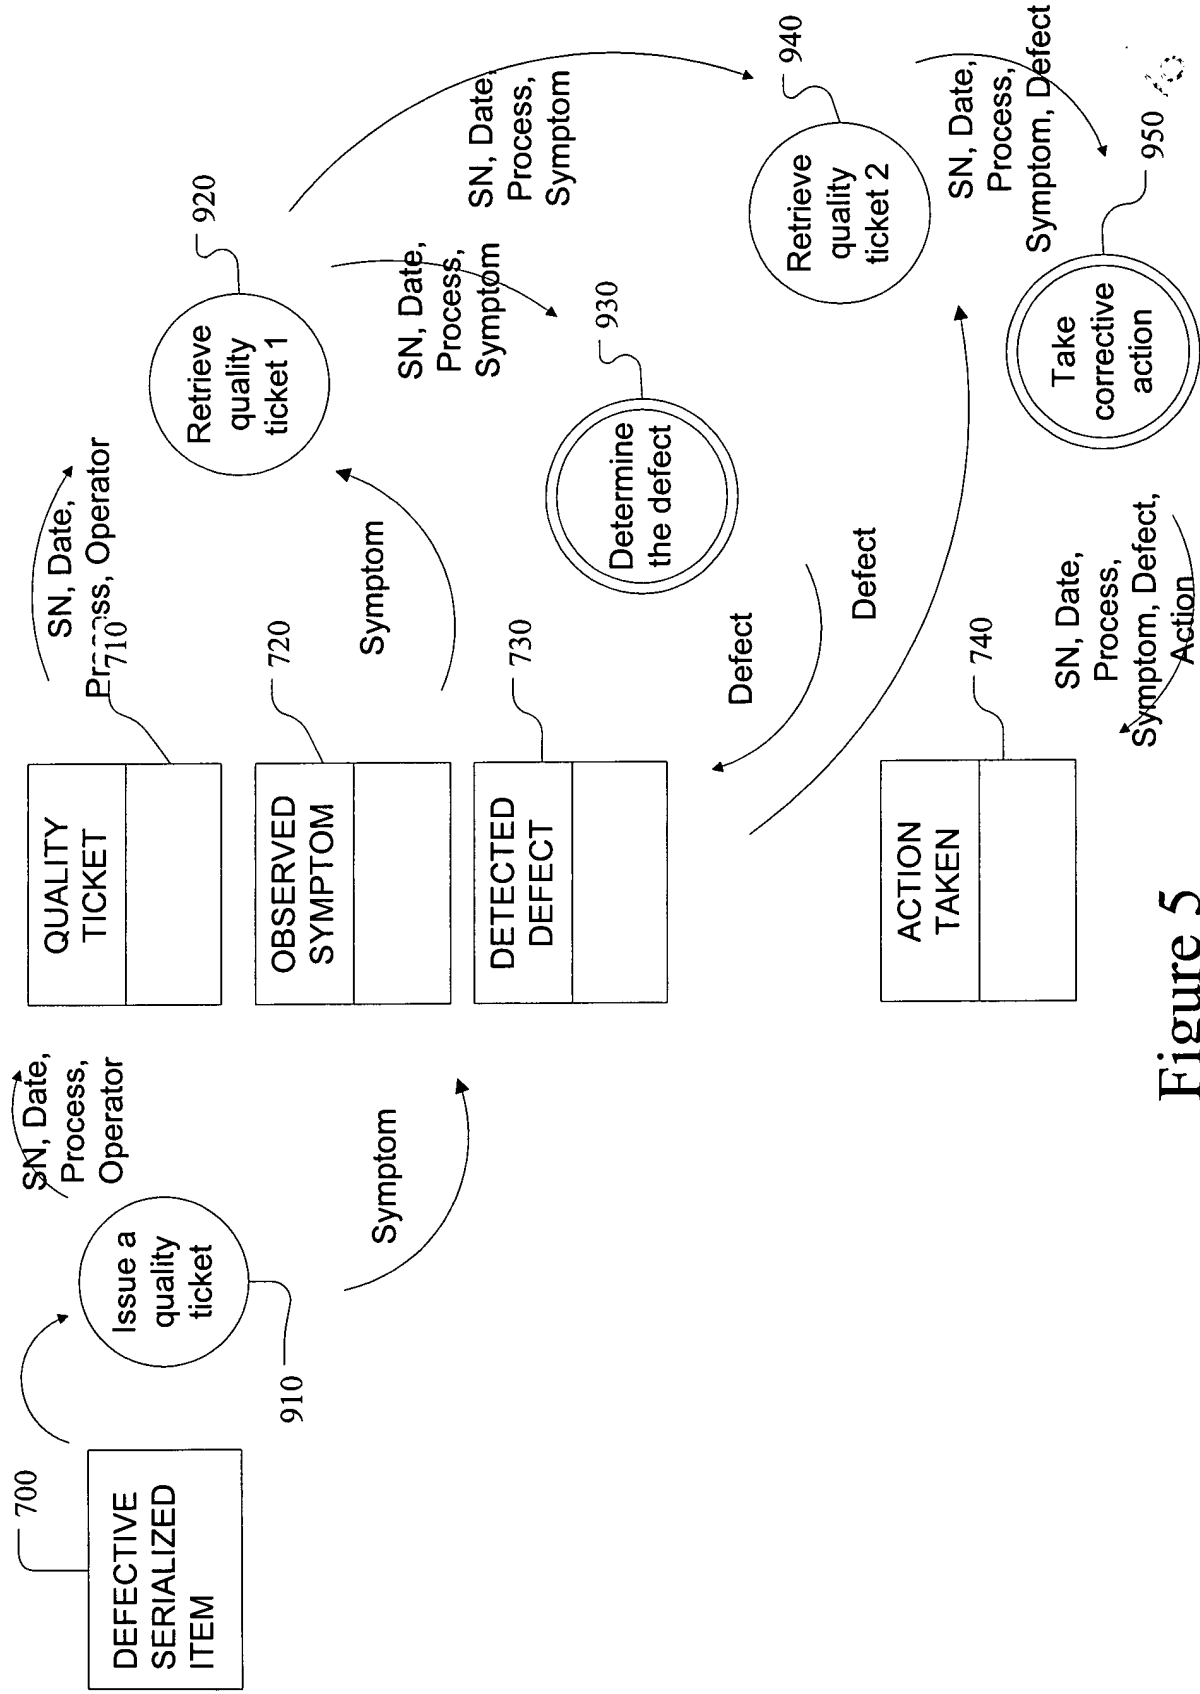 700
DEFECTIVE
SERIALIZED
ITEM
Issue a
quality
ticket
910
SN, Date,
Process,
Operator
Symptom
QUALITY
TICKET
710
SN, Date,
Process, Operator
OBSERVED
SYMPTOM
720
Symptom
DETECTED
DEFECT
730
Retrieve
quality
ticket 1
920
SN, Date,
Process,
Symptom
SN, Date,
Process,
Symptom
Determine
the defect
930
Defect
Defect
Retrieve
quality
ticket 2
940
SN, Date,
Process,
Symptom, Defect
Take
corrective
action
950
SN, Date,
Process,
Symptom, Defect,
Action
ACTION
TAKEN
740
Figure 5